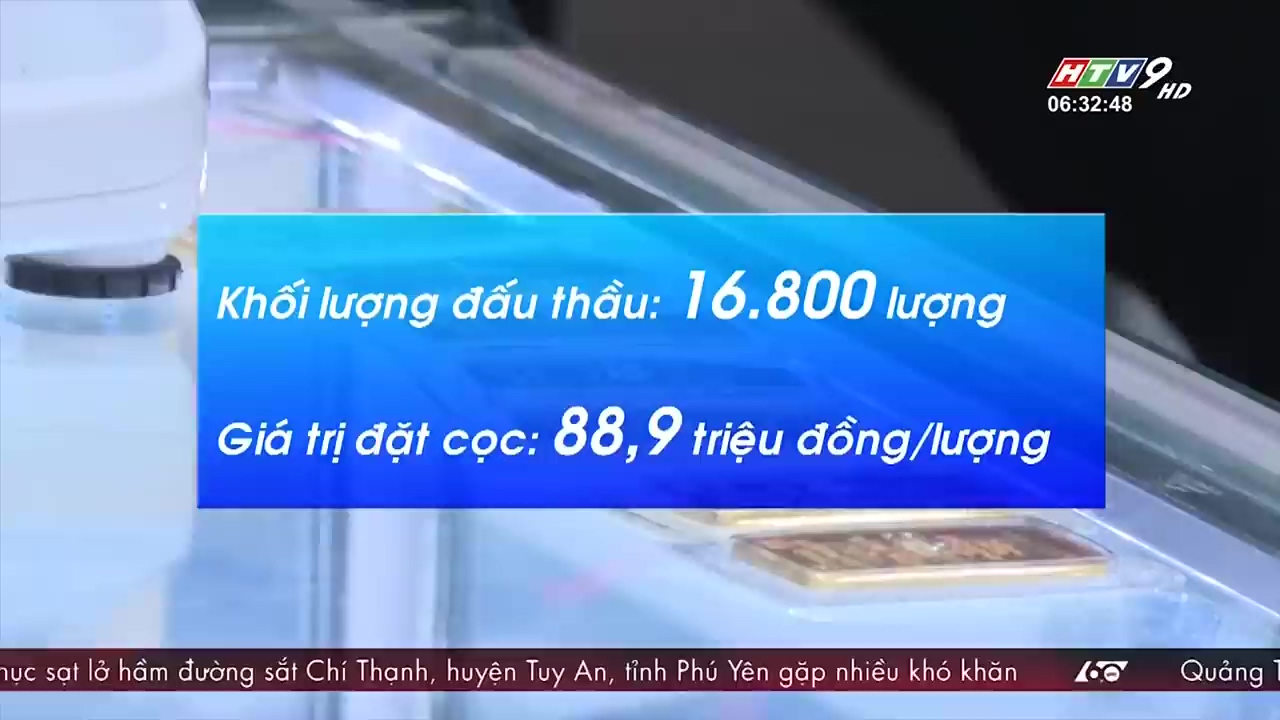 HTV9 HD
06:32:48
Khối lượng đấu thầu: 16.800 lượng
Giá trị đặt cọc: 88,9 triệu đồng/lượng
sạt lở hầm đường sắt Chí Thạnh, huyện Tuy An, tỉnh Phú Yên gặp nhiều khó khăn
Quảng